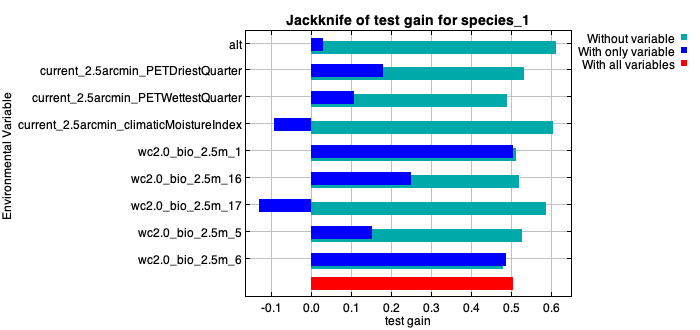 Jackknife of test gain for species_1
Without variable
With only variable
With all variables
Environmental Variable
alt
current_2.5arcmin_PETDriestQuarter
current_2.5arcmin_PETWettestQuarter
current_2.5arcmin_climaticMoistureIndex
wc2.0_bio_2.5m_1
wc2.0_bio_2.5m_16
wc2.0_bio_2.5m_17
wc2.0_bio_2.5m_5
wc2.0_bio_2.5m_6
-0.1 0.0 0.1 0.2 0.3 0.4 0.5 0.6
test gain